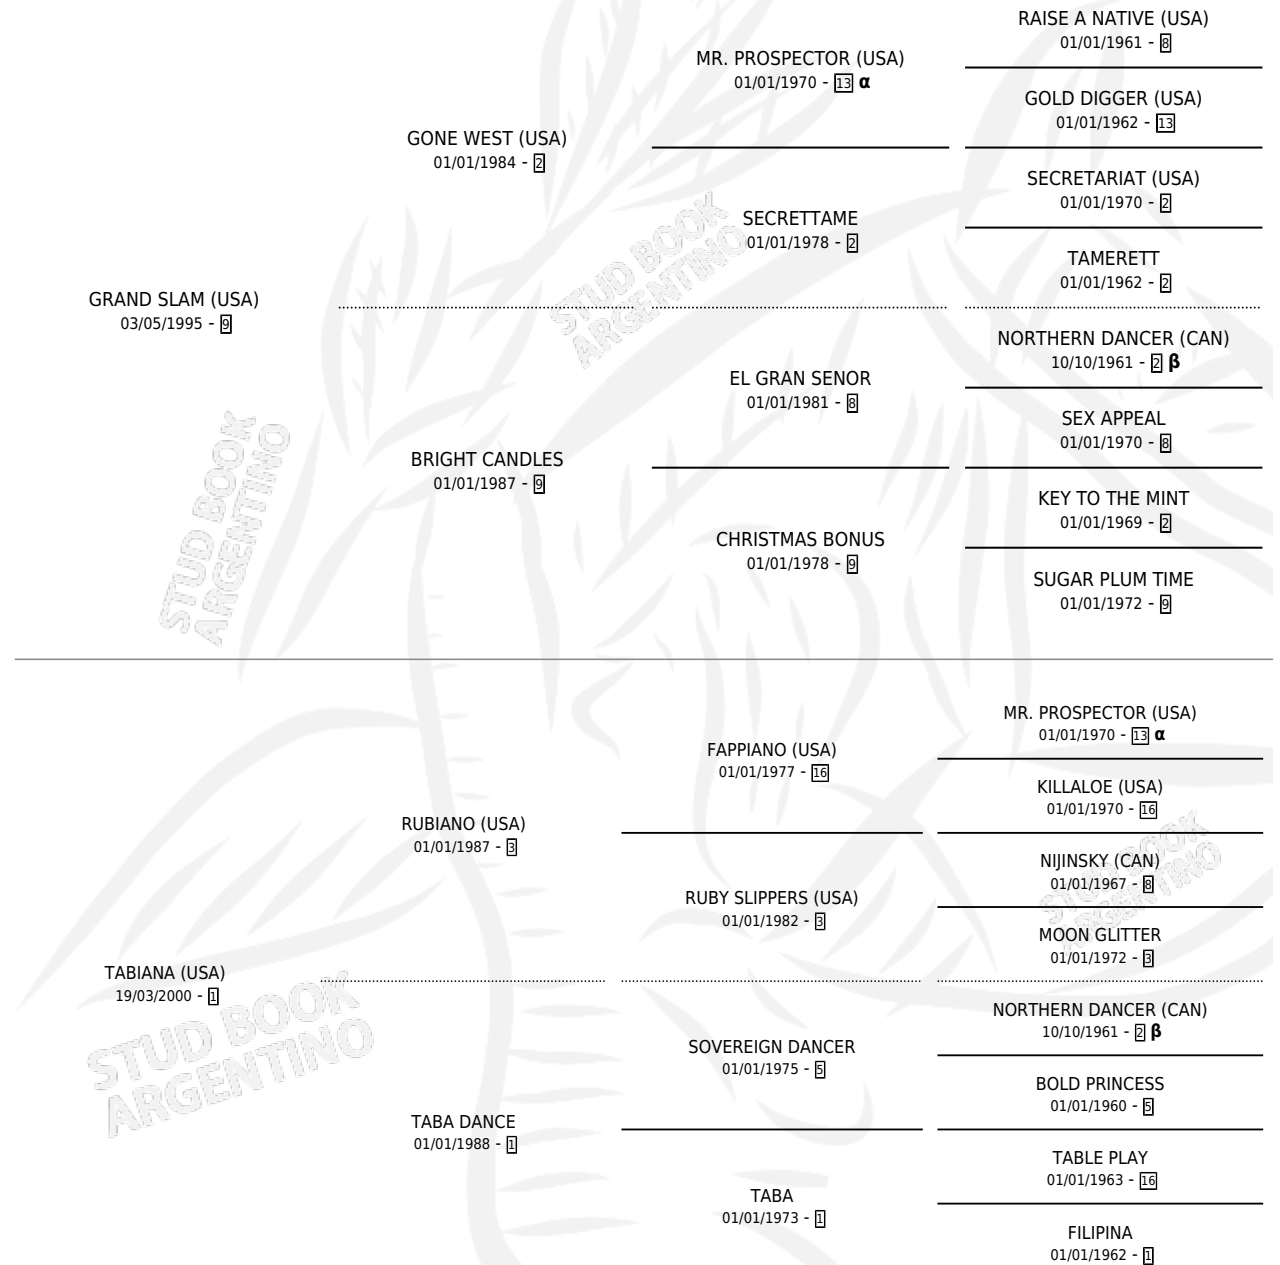 RAISE A NATIVE (USA)
01/01/1961 - 8
MR. PROSPECTOR (USA)
01/01/1970 - 13 α
GOLD DIGGER (USA)
01/01/1962 - 13
GONE WEST (USA)
01/01/1984 - 2
SECRETARIAT (USA)
01/01/1970 - 2
SECRETTAME
01/01/1978 - 2
TAMERETT
01/01/1962 - 2
GRAND SLAM (USA)
03/05/1995 - 9
NORTHERN DANCER (CAN)
10/10/1961 - 2 β
EL GRAN SENOR
01/01/1981 - 8
SEX APPEAL
01/01/1970 - 8
BRIGHT CANDLES
01/01/1987 - 9
KEY TO THE MINT
01/01/1969 - 2
CHRISTMAS BONUS
01/01/1978 - 9
SUGAR PLUM TIME
01/01/1972 - 9
MR. PROSPECTOR (USA)
01/01/1970 - 13 α
FAPPIANO (USA)
01/01/1977 - 16
KILLALOE (USA)
01/01/1970 - 16
RUBIANO (USA)
01/01/1987 - 3
NIJINSKY (CAN)
01/01/1967 - 8
RUBY SLIPPERS (USA)
01/01/1982 - 3
MOON GLITTER
01/01/1972 - 3
TABIANA (USA)
19/03/2000 - 1
NORTHERN DANCER (CAN)
10/10/1961 - 2 β
SOVEREIGN DANCER
01/01/1975 - 5
BOLD PRINCESS
01/01/1960 - 5
TABA DANCE
01/01/1988 - 1
TABLE PLAY
01/01/1963 - 16
TABA
01/01/1973 - 1
FILIPINA
01/01/1962 - 1
STUD BOOK
ARGENTINO
STUD BOOK
ARGENTINO
STUD BOOK
ARGENTINO
STUD BOOK
ARGENTINO